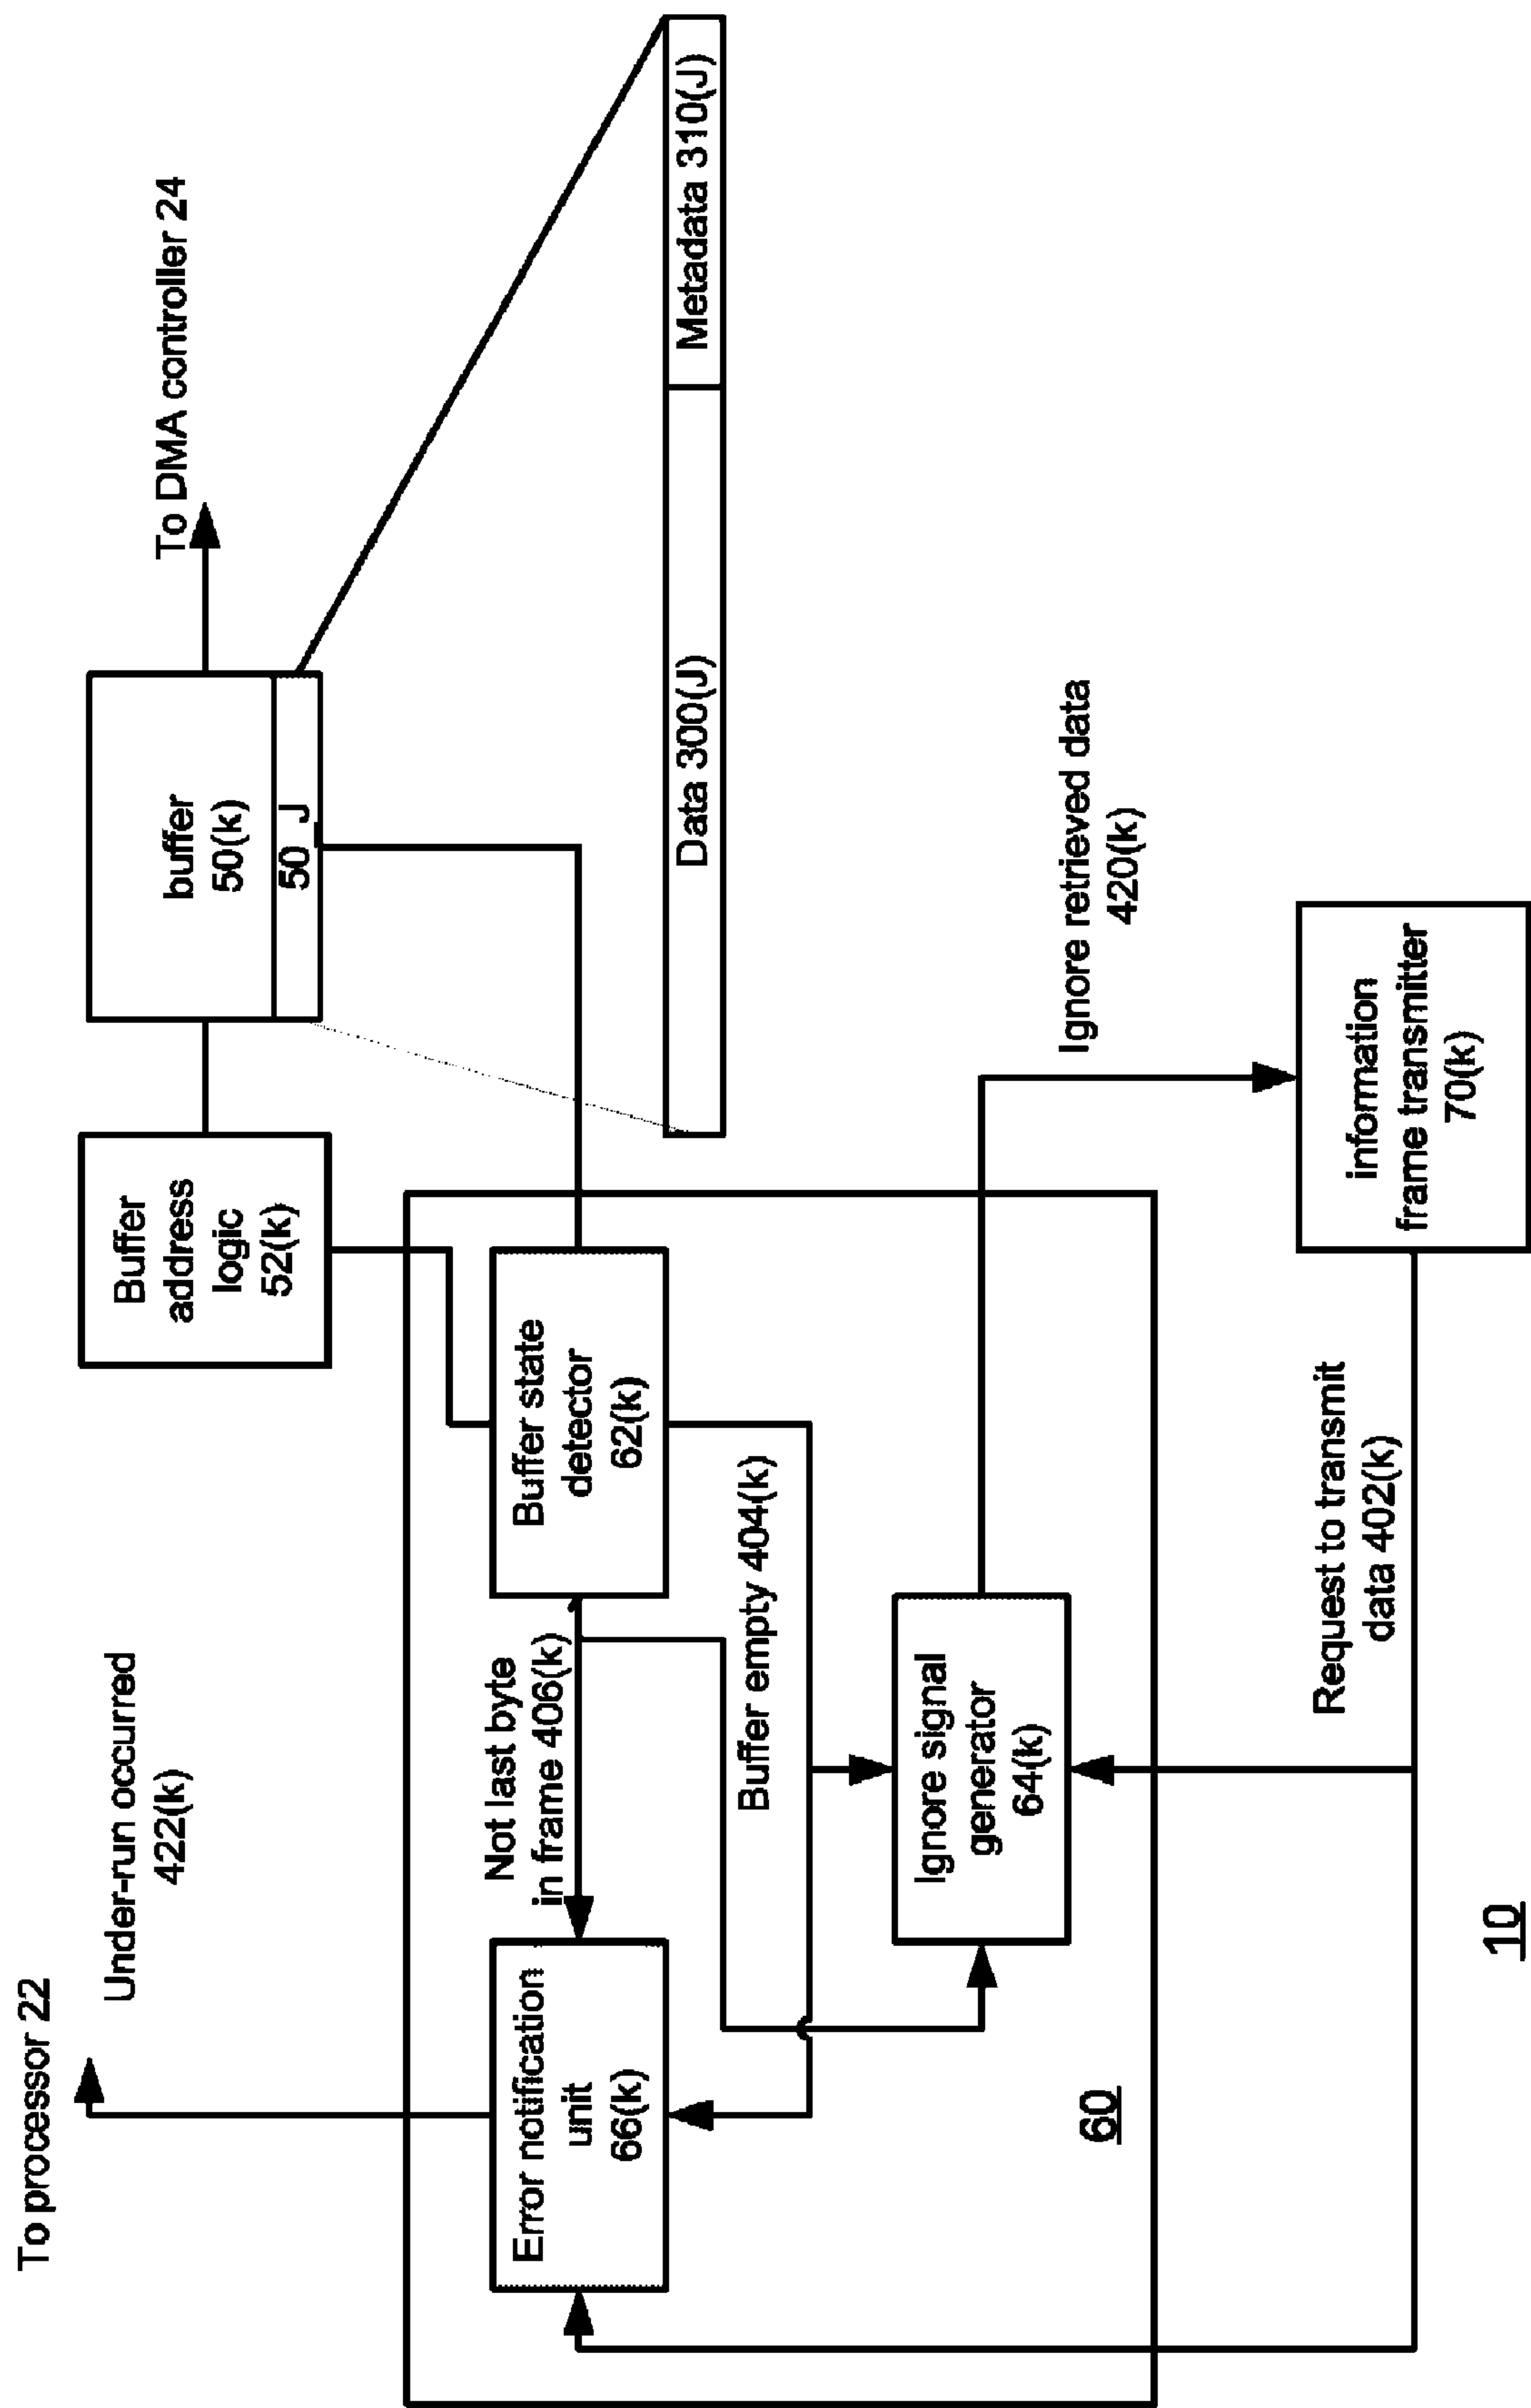 To processor 22
Under-run occurred
422(k)
To DMA controller 24
Buffer
address
logic
52(k)
buffer
50(k)
50_J
Error notification
unit
66(k)
Not last byte
in frame 406(k)
Buffer state
detector
62(k)
Data 300(J)
Metadata 310(J)
Buffer empty 404(k)
Ignore signal
generator
64(k)
Ignore retrieved data
420(k)
60
Request to transmit
data 402(k)
information
frame transmitter
70(k)
10